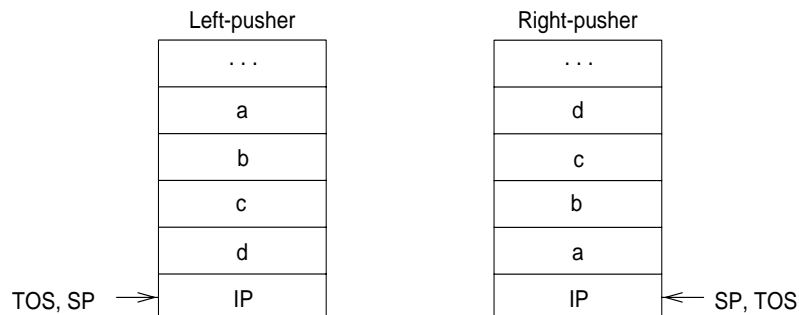 Left-pusher
Right-pusher
. . .
. . .
a
d
b
c
c
b
d
a
TOS, SP
IP
IP
SP, TOS